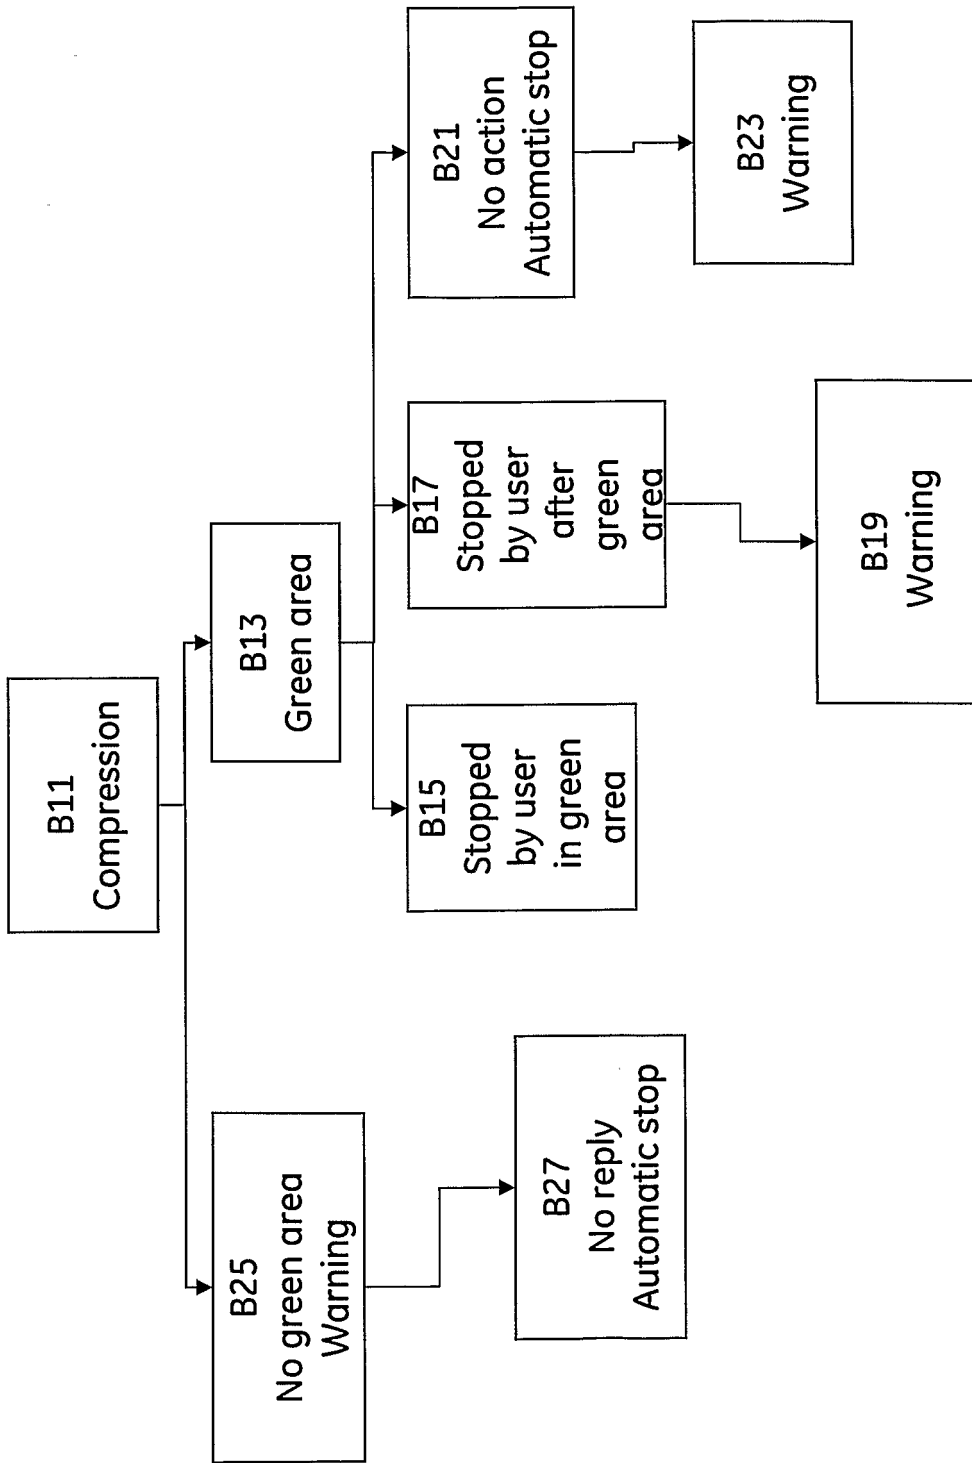 B11
Compression
B25
No green area
Warning
B13
Green area
B27
No reply
Automatic stop
B15
Stopped
by user
in green
area
B17
Stopped
by user
after
green
area
B21
No action
Automatic stop
B19
Warning
B23
Warning